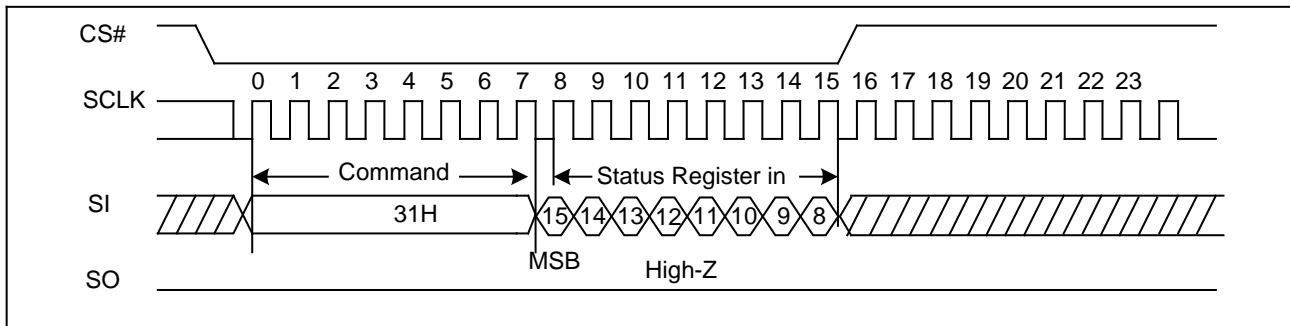 CS#
0 1 2 3 4 5 6 7 8 9 10 11 12 13 14 15 16 17 18 19 20 21 22 23
SCLK
Command Status Register in
SI 31H 15 14 13 12 11 10 9 8
MSB High-Z
SO